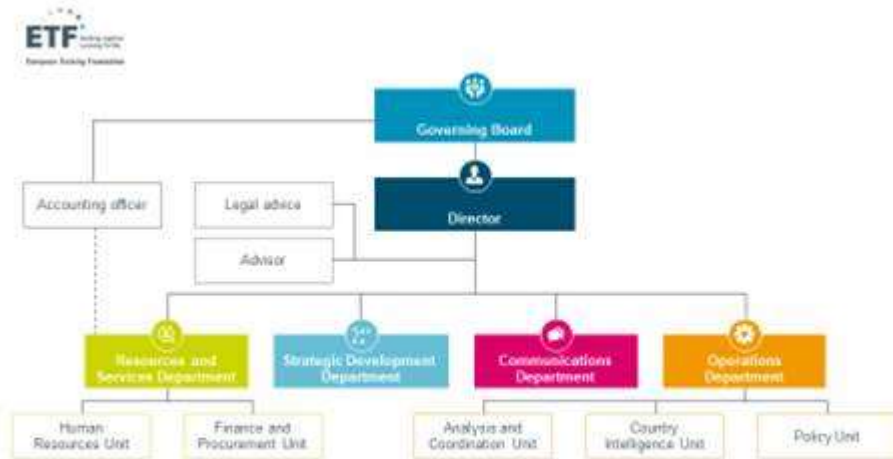 ETF
European Training Foundation
Governing Board
Accounting officer
Legal advice
Director
Advisor
Resources and
Services Department
Strategic Development
Department
Communications
Department
Operations
Department
Human
Resources Unit
Finance and
Procurement Unit
Analysis and
Coordination Unit
Country
Intelligence Unit
Policy Unit